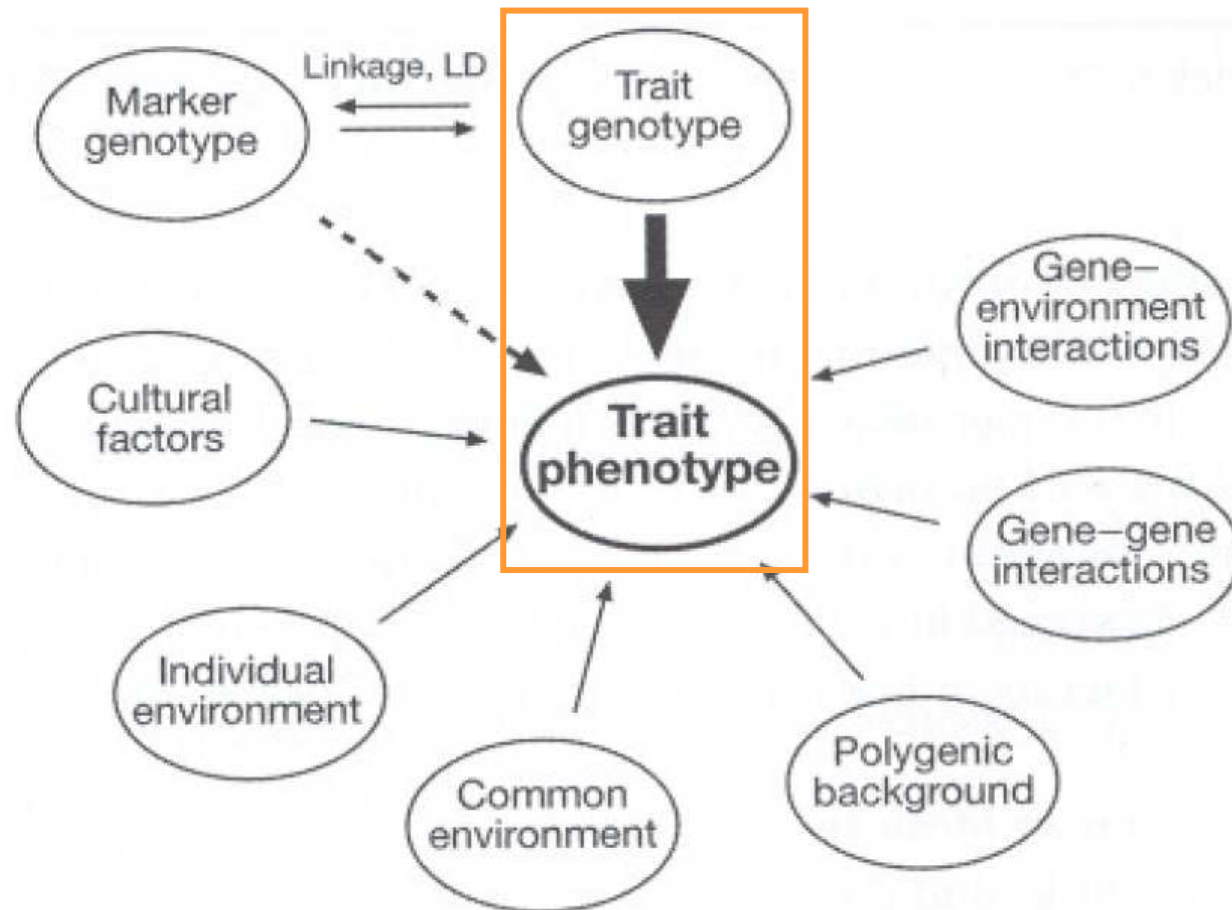 Linkage, LD
Marker
genotype
Trait
genotype
Gene–
environment
interactions
Cultural
factors
Trait
phenotype
Gene–gene
interactions
Individual
environment
Common
environment
Polygenic
background